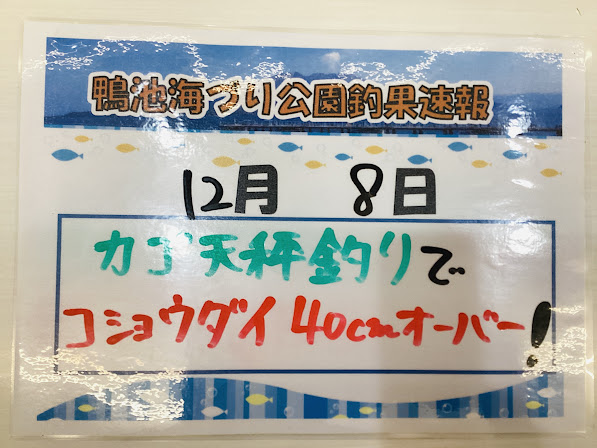 鴨池海づり公園釣果速報
12月 8日
カゴ天秤釣りで
コショウダイ 40cmオーバー!